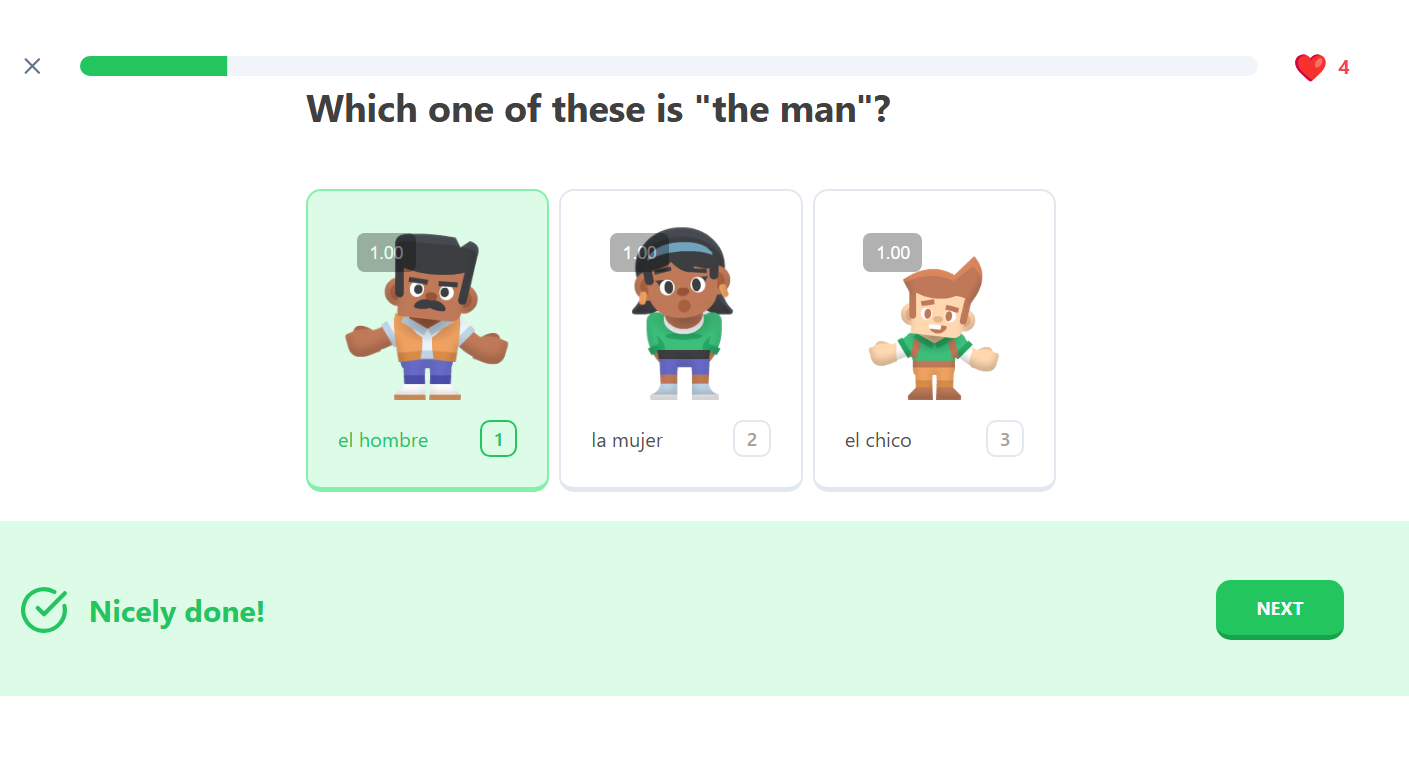 4
Which one of these is "the man"?
1.00
1.00
1.00
el hombre 1
la mujer 2
el chico 3
Nicely done!
NEXT